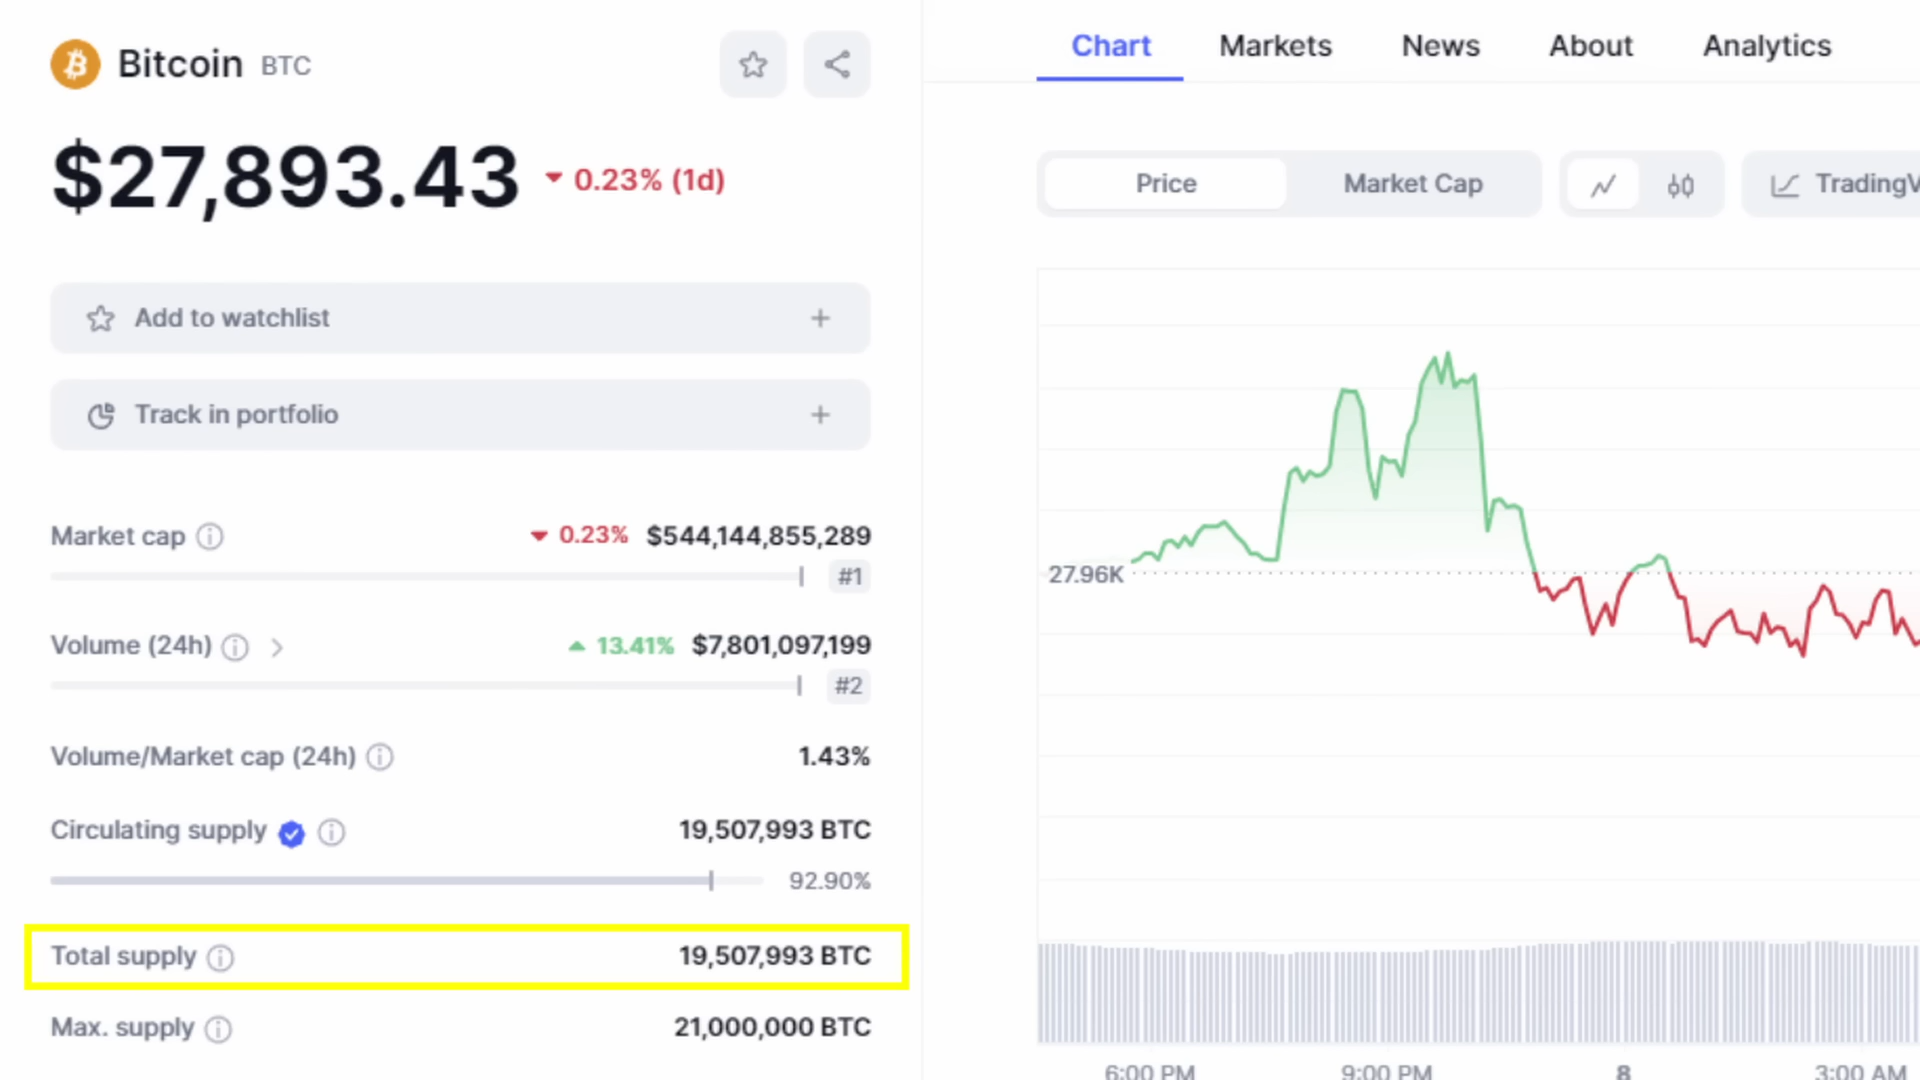 Bitcoin BTC
$27,893.43 0.23% (1d)
Add to watchlist +
Track in portfolio +
Market cap 0.23% $544,144,855,289
#1
Volume (24h) 13.41% $7,801,097,199
#2
Volume/Market cap (24h) 1.43%
Circulating supply 19,507,993 BTC
92.90%
Total supply 19,507,993 BTC
Max. supply 21,000,000 BTC
Chart Markets News About Analytics
Price Market Cap TradingV
27.96K
6:00 PM 9:00 PM 8 3:00 AM